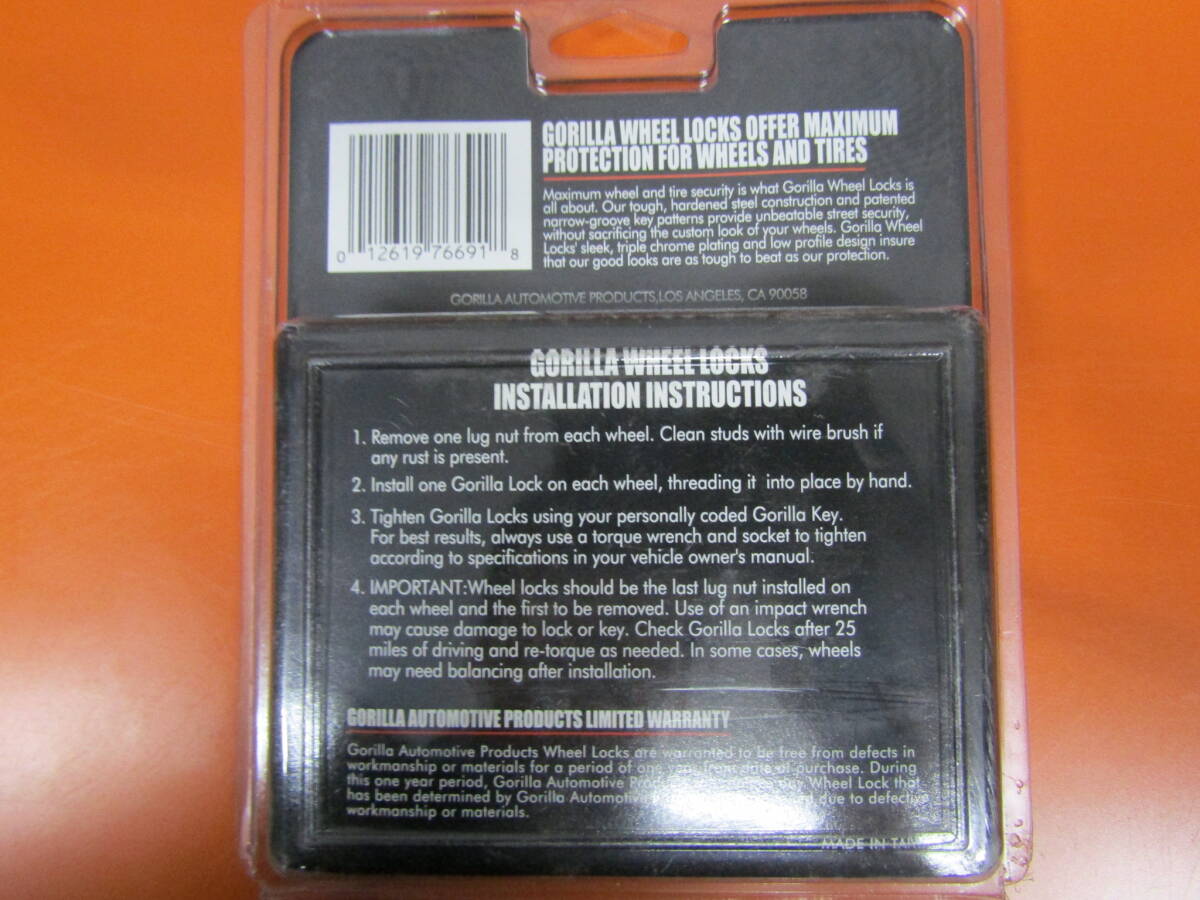 GORILLA WHEEL LOCKS OFFER MAXIMUM
PROTECTION FOR WHEELS AND TIRES
Maximum wheel and tire security is what Gorilla Wheel Locks is
all about. Our tough, hardened steel construction and patented
narrow-groove key patterns provide unbeatable street security,
without sacrificing the custom look of your wheels. Gorilla Wheel
Locks' sleek, triple chrome plating and low profile design insure
that our good looks are as tough to beat as our protection.
0 12619 76691 8
GORILLA AUTOMOTIVE PRODUCTS,LOS ANGELES, CA 90058
GORILLA WHEEL LOCKS
INSTALLATION INSTRUCTIONS
1. Remove one lug nut from each wheel. Clean studs with wire brush if
any rust is present.
2. Install one Gorilla Lock on each wheel, threading it into place by hand.
3. Tighten Gorilla Locks using your personally coded Gorilla Key.
For best results, always use a torque wrench and socket to tighten
according to specifications in your vehicle owner's manual.
4. IMPORTANT:Wheel locks should be the last lug nut installed on
each wheel and the first to be removed. Use of an impact wrench
may cause damage to lock or key. Check Gorilla Locks after 25
miles of driving and re-torque as needed. In some cases, wheels
may need balancing after installation.
GORILLA AUTOMOTIVE PRODUCTS LIMITED WARRANTY
Gorilla Automotive Products Wheel Locks are warranted to be free from defects in
workmanship or materials for a period of one year from date of purchase. During
this one year period, Gorilla Automotive Wheel Lock that
has been determined by Gorilla Automotive due to defective
workmanship or materials.
MADE IN